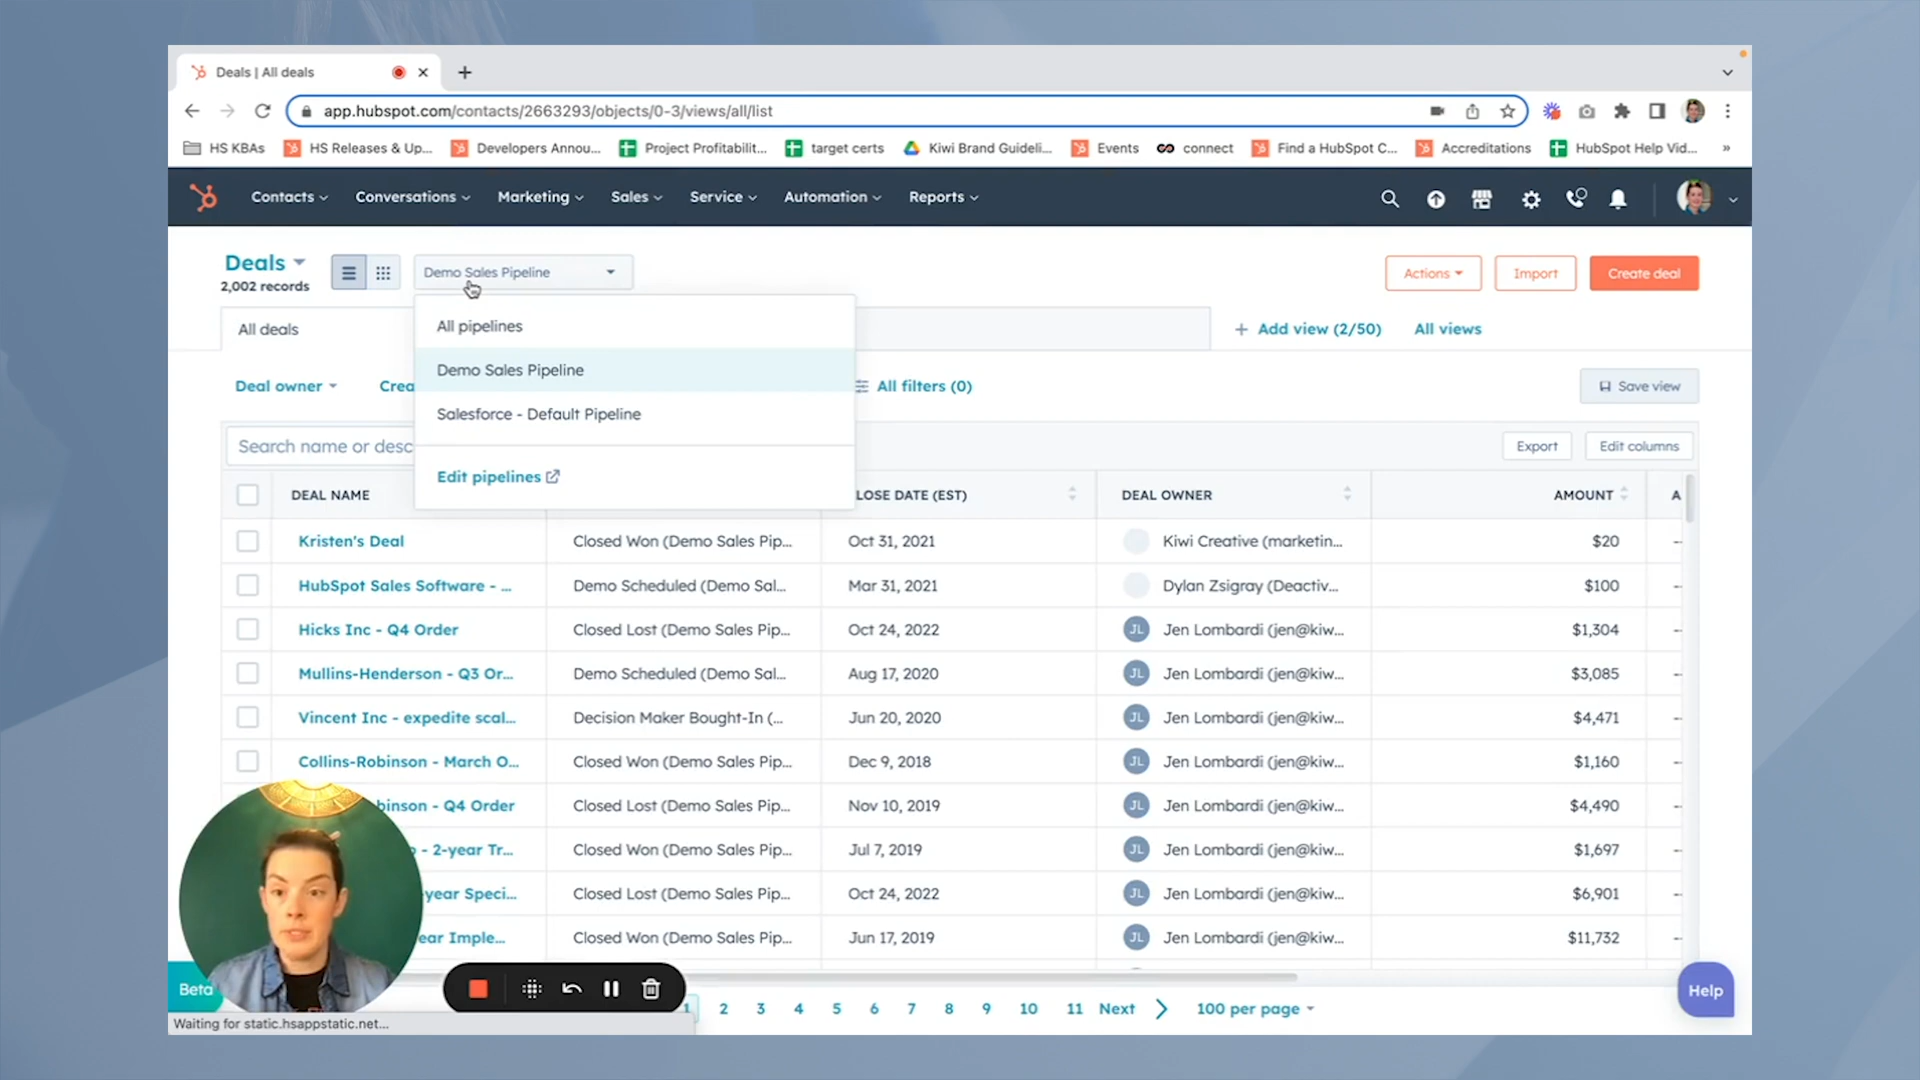 Deals | All deals
app.hubspot.com/contacts/2663293/objects/0-3/views/all/list
HS KBAs
HS Releases & Up...
Developers Annou...
Project Profitabilit...
target certs
Kiwi Brand Guideli...
Events
connect
Find a HubSpot C...
Accreditations
HubSpot Help Vid...
»
Contacts
Conversations
Marketing
Sales
Service
Automation
Reports
Deals
2,002 records
Demo Sales Pipeline
Actions
Import
Create deal
All deals
All pipelines
Demo Sales Pipeline
Salesforce - Default Pipeline
Edit pipelines
+ Add view (2/50)
All views
Deal owner
Crea
All filters (0)
Save view
Search name or desc
Export
Edit columns
DEAL NAME
LOSE DATE (EST)
DEAL OWNER
AMOUNT
A
Kristen's Deal Closed Won (Demo Sales Pip... Oct 31, 2021 Kiwi Creative (marketin... $20 --
HubSpot Sales Software - ... Demo Scheduled (Demo Sal... Mar 31, 2021 Dylan Zsigray (Deactiv... $100 --
Hicks Inc - Q4 Order Closed Lost (Demo Sales Pip... Oct 24, 2022 JL Jen Lombardi (jen@kiw... $1,304 --
Mullins-Henderson - Q3 Or... Demo Scheduled (Demo Sal... Aug 17, 2020 JL Jen Lombardi (jen@kiw... $3,085 --
Vincent Inc - expedite scal... Decision Maker Bought-In (... Jun 20, 2020 JL Jen Lombardi (jen@kiw... $4,471 --
Collins-Robinson - March O... Closed Won (Demo Sales Pip... Dec 9, 2018 JL Jen Lombardi (jen@kiw... $1,160 --
binson - Q4 Order Closed Lost (Demo Sales Pip... Nov 10, 2019 JL Jen Lombardi (jen@kiw... $4,490 --
- 2-year Tr... Closed Won (Demo Sales Pip... Jul 7, 2019 JL Jen Lombardi (jen@kiw... $1,697 --
-year Speci... Closed Lost (Demo Sales Pip... Oct 24, 2022 JL Jen Lombardi (jen@kiw... $6,901 --
ear Imple... Closed Won (Demo Sales Pip... Jun 17, 2019 JL Jen Lombardi (jen@kiw... $11,732 --
Beta
1 2 3 4 5 6 7 8 9 10 11 Next
100 per page
Help
Waiting for static.hsappstatic.net...